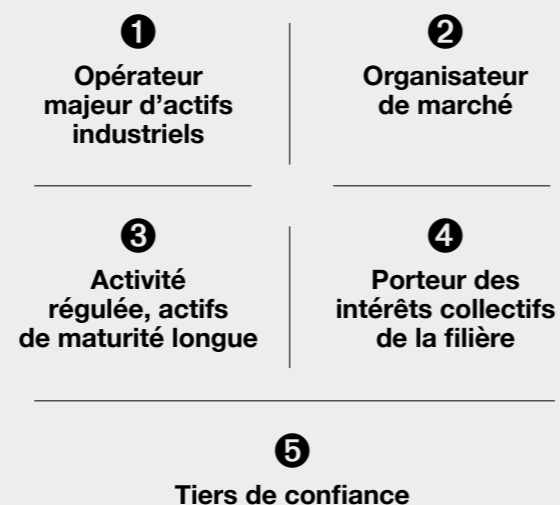 ❶
Opérateur
majeur d’actifs
industriels
❷
Organisateur
de marché
❸
Activité
régulée, actifs
de maturité longue
❹
Porteur des
intérêts collectifs
de la filière
❺
Tiers de confiance